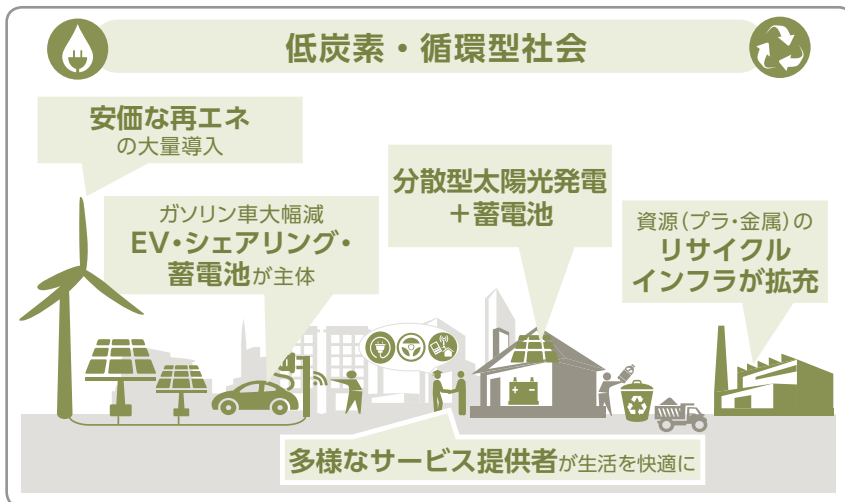 低炭素・循環型社会
安価な再エネ
の大量導入
ガソリン車大幅減
EV・シェアリング・
蓄電池が主体
分散型太陽光発電
＋蓄電池
資源（プラ・金属）の
リサイクル
インフラが拡充
多様なサービス提供者が生活を快適に